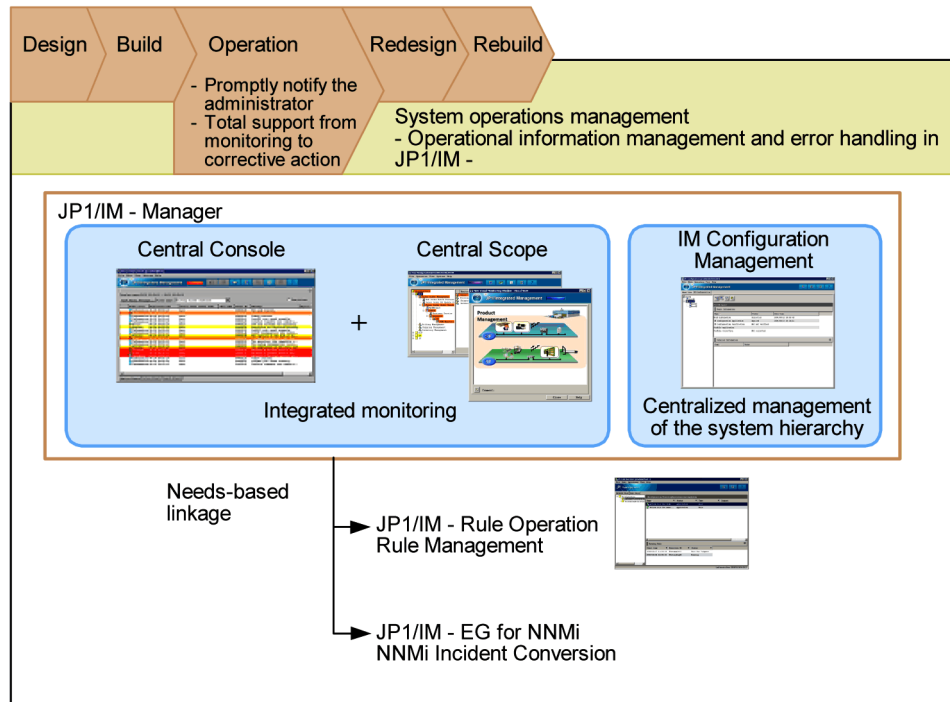 Design
Build
Operation
Redesign
Rebuild
- Promptly notify the
administrator
- Total support from
monitoring to
corrective action
System operations management
- Operational information management and error handling in
JP1/IM -
JP1/IM - Manager
Central Console
Central Scope
IM Configuration
Management
Integrated Management
Product
Management
+
Integrated monitoring
Centralized management
of the system hierarchy
Needs-based
linkage
JP1/IM - Rule Operation
Rule Management
JP1/IM - EG for NNMi
NNMi Incident Conversion